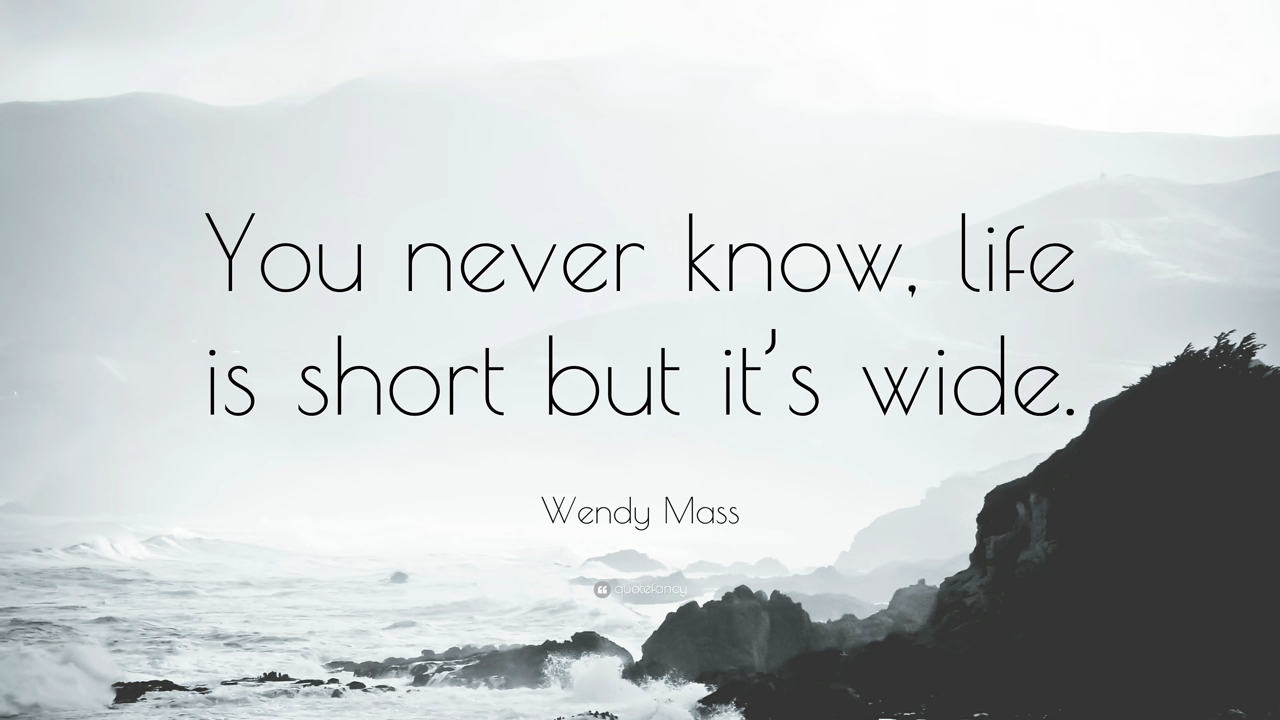 You never know, life
is short but it’s wide.
Wendy Mass
quotefancy